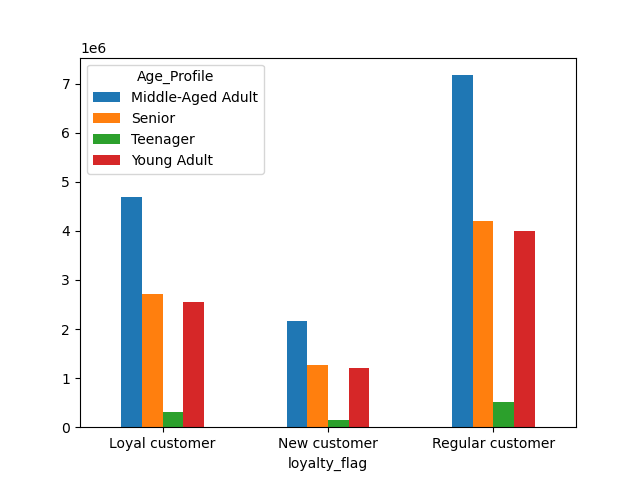 1e6
Age_Profile
Middle-Aged Adult
Senior
Teenager
Young Adult
7
6
5
4
3
2
1
0
Loyal customer New customer Regular customer
loyalty_flag